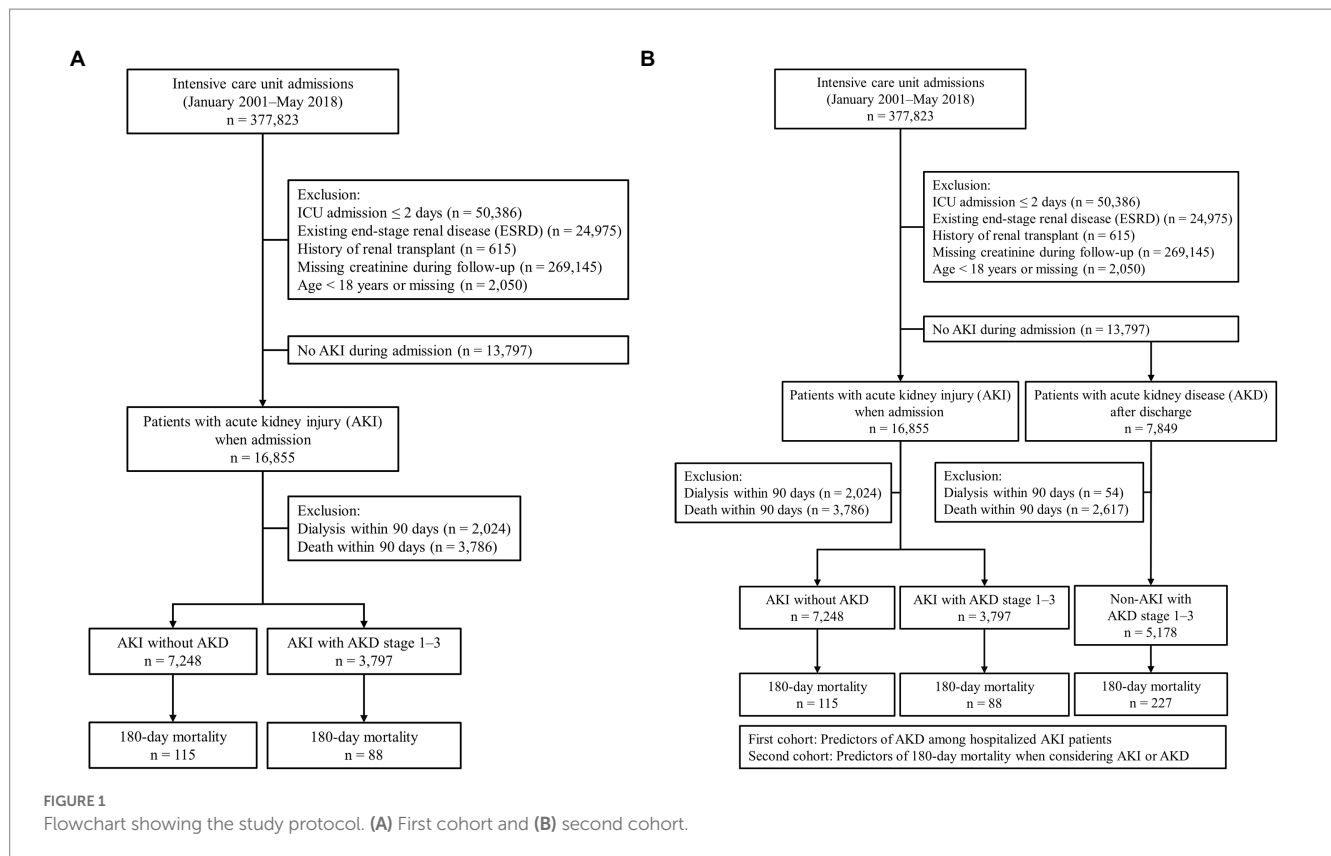 A
Intensive care unit admissions
(January 2001–May 2018)
n = 377,823
Exclusion:
ICU admission ≤ 2 days (n = 50,386)
Existing end-stage renal disease (ESRD) (n = 24,975)
History of renal transplant (n = 615)
Missing creatinine during follow-up (n = 269,145)
Age < 18 years or missing (n = 2,050)
No AKI during admission (n = 13,797)
Patients with acute kidney injury (AKI)
when admission
n = 16,855
Exclusion:
Dialysis within 90 days (n = 2,024)
Death within 90 days (n = 3,786)
AKI without AKD
n = 7,248
AKI with AKD stage 1–3
n = 3,797
180-day mortality
n = 115
180-day mortality
n = 88
B
Intensive care unit admissions
(January 2001–May 2018)
n = 377,823
Exclusion:
ICU admission ≤ 2 days (n = 50,386)
Existing end-stage renal disease (ESRD) (n = 24,975)
History of renal transplant (n = 615)
Missing creatinine during follow-up (n = 269,145)
Age < 18 years or missing (n = 2,050)
No AKI during admission (n = 13,797)
Patients with acute kidney injury (AKI)
when admission
n = 16,855
Patients with acute kidney disease (AKD)
after discharge
n = 7,849
Exclusion:
Dialysis within 90 days (n = 2,024)
Death within 90 days (n = 3,786)
Exclusion:
Dialysis within 90 days (n = 54)
Death within 90 days (n = 2,617)
AKI without AKD
n = 7,248
AKI with AKD stage 1–3
n = 3,797
Non-AKI with
AKD stage 1–3
n = 5,178
180-day mortality
n = 115
180-day mortality
n = 88
180-day mortality
n = 227
First cohort: Predictors of AKD among hospitalized AKI patients
Second cohort: Predictors of 180-day mortality when considering AKI or AKD
FIGURE 1
Flowchart showing the study protocol. (A) First cohort and (B) second cohort.